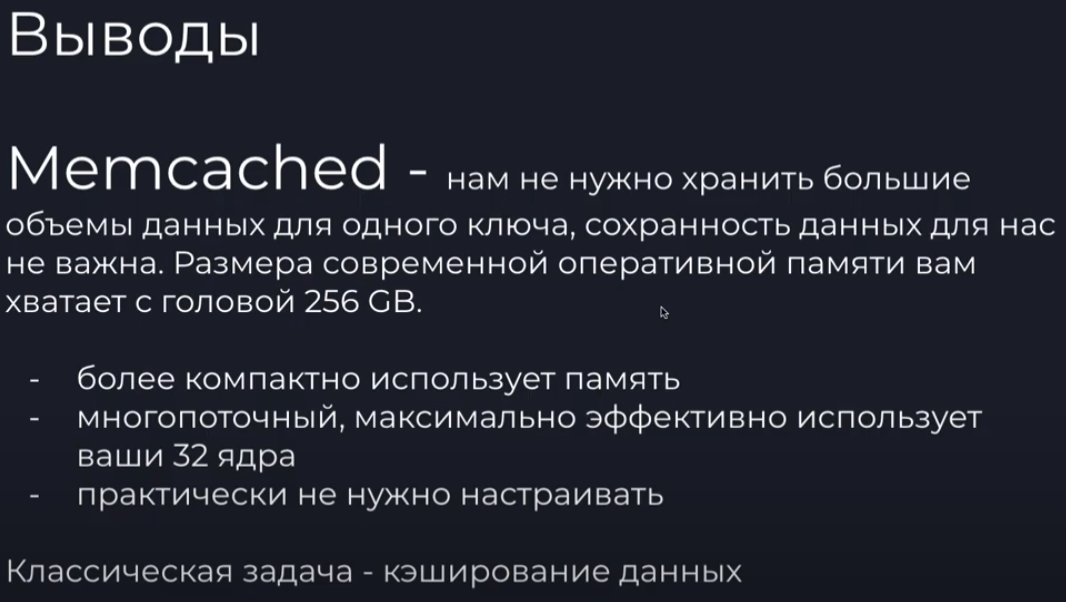 Выводы
Memcached - нам не нужно хранить большие
объемы данных для одного ключа, сохранность данных для нас
не важна. Размера современной оперативной памяти вам
хватает с головой 256 GB.
- более компактно использует память
- многопоточный, максимально эффективно использует
ваши 32 ядра
- практически не нужно настраивать
Классическая задача - кэширование данных